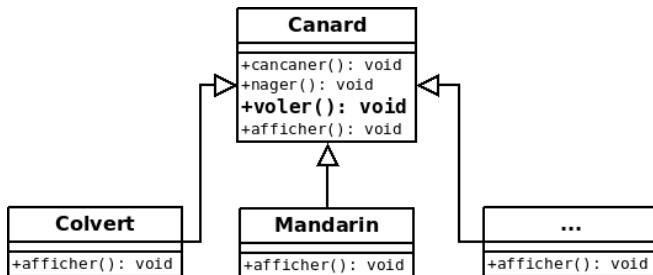 Canard
+cancaner(): void
+nager(): void
+voler(): void
+afficher(): void
Colvert
+afficher(): void
Mandarin
+afficher(): void
...
+afficher(): void